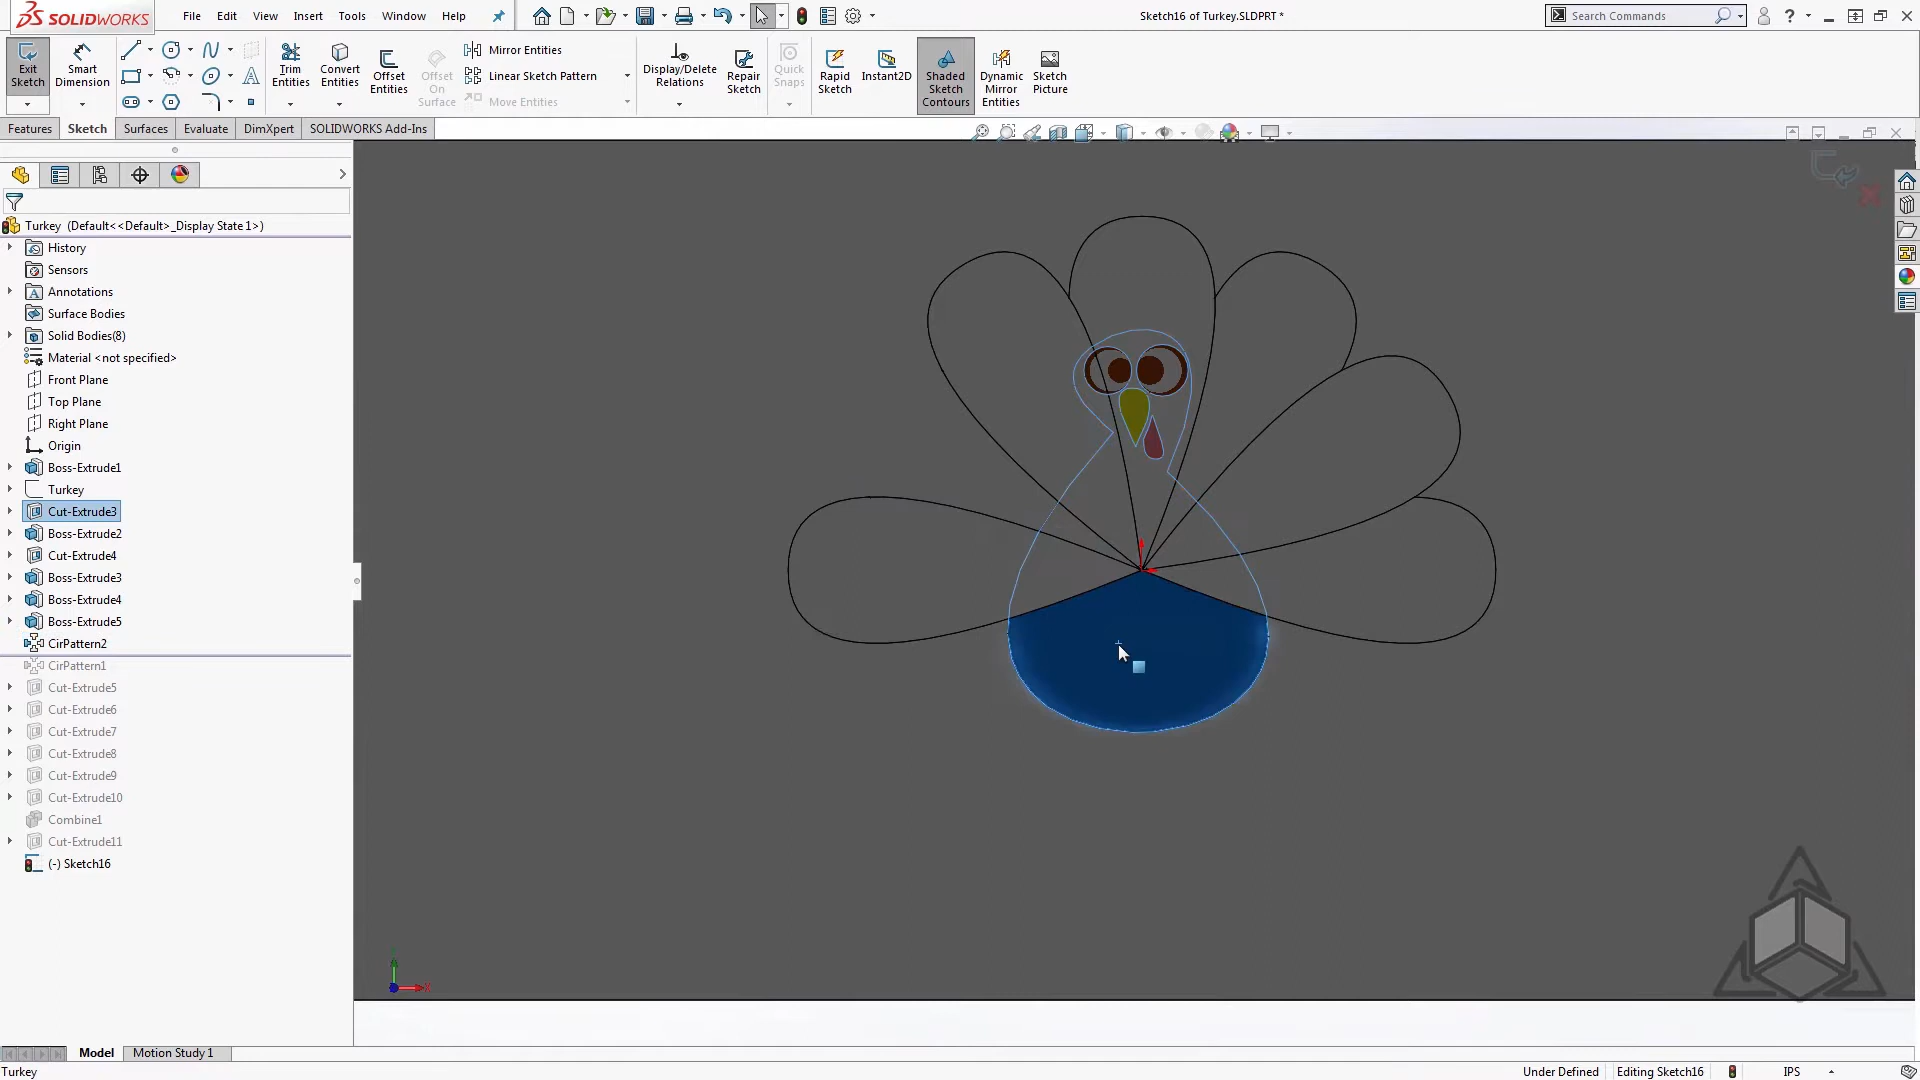 SOLIDWORKS
File Edit View Insert Tools Window Help
Sketch16 of Turkey.SLDPRT *
Search Commands
Exit Sketch
Smart Dimension
Trim Entities
Convert Entities
Offset Entities
Offset On Surface
Mirror Entities
Linear Sketch Pattern
Move Entities
Display/Delete Relations
Repair Sketch
Quick Snaps
Rapid Sketch
Instant2D
Shaded Sketch Contours
Dynamic Mirror Entities
Sketch Picture
Features Sketch Surfaces Evaluate DimXpert SOLIDWORKS Add-Ins
Turkey (Default<<Default>_Display State 1>)
History
Sensors
Annotations
Surface Bodies
Solid Bodies(8)
Material <not specified>
Front Plane
Top Plane
Right Plane
Origin
Boss-Extrude1
Turkey
Cut-Extrude3
Boss-Extrude2
Cut-Extrude4
Boss-Extrude3
Boss-Extrude4
Boss-Extrude5
CirPattern2
CirPattern1
Cut-Extrude5
Cut-Extrude6
Cut-Extrude7
Cut-Extrude8
Cut-Extrude9
Cut-Extrude10
Combine1
Cut-Extrude11
(-) Sketch16
X
Model Motion Study 1
Turkey
Under Defined Editing Sketch16 IPS